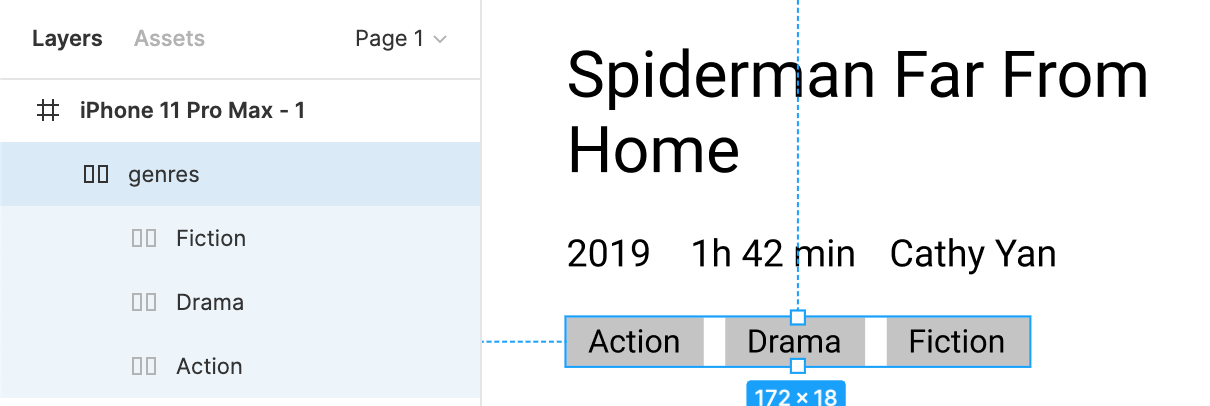 Layers Assets Page 1
iPhone 11 Pro Max - 1
genres
Fiction
Drama
Action
Spiderman Far From
Home
2019 1h 42 min Cathy Yan
Action Drama Fiction
172 × 18